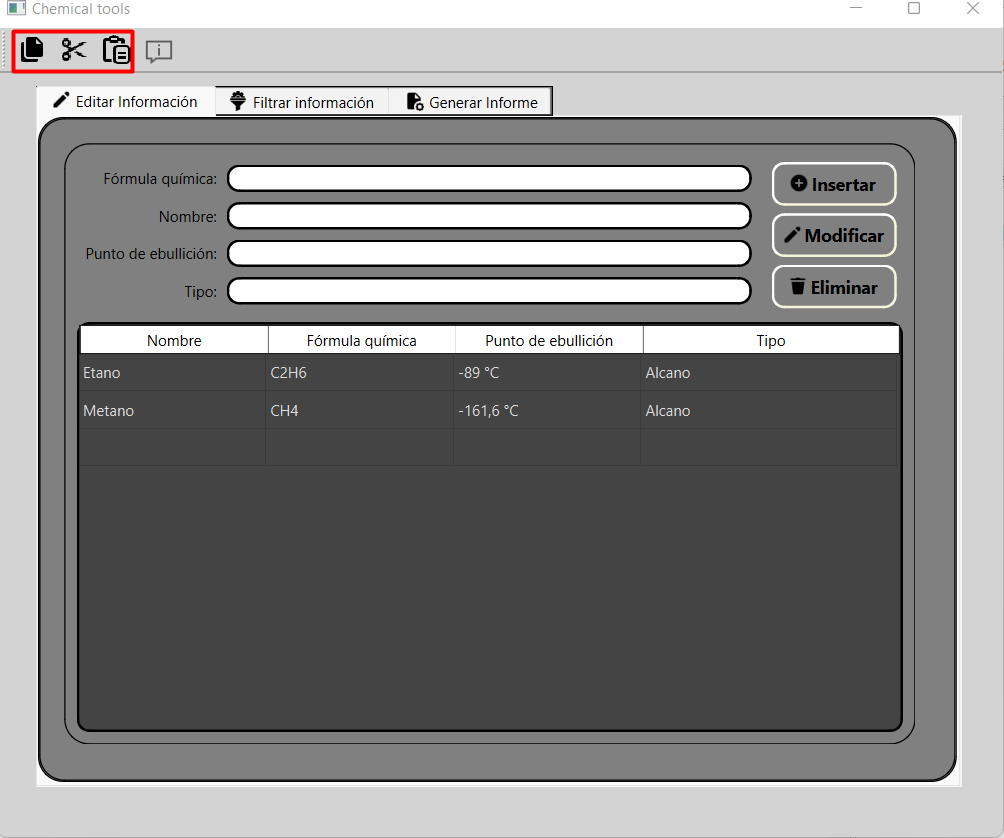 Chemical tools
Editar Información Filtrar información Generar Informe
Fórmula química: Insertar
Nombre: Modificar
Punto de ebullición:
Tipo: Eliminar
Nombre Fórmula química Punto de ebullición Tipo
Etano C2H6 -89 °C Alcano
Metano CH4 -161,6 °C Alcano